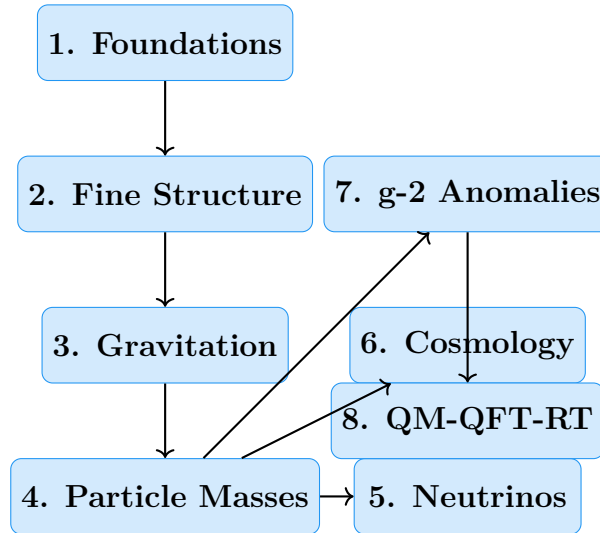 1. Foundations
2. Fine Structure
7. g-2 Anomalies
3. Gravitation
6. Cosmology
8. QM-QFT-RT
4. Particle Masses
5. Neutrinos